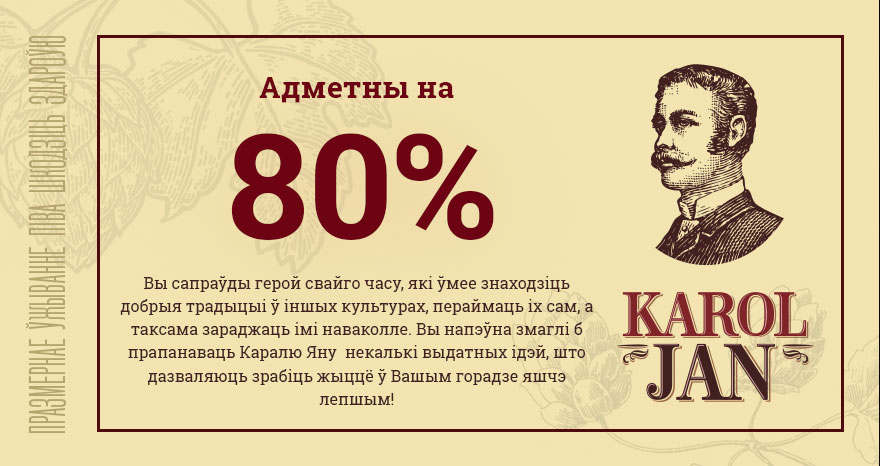 ПРАЗМЕРНАЕ ЎЖЫВАННЕ ПІВА ШКОДЗІЦЬ ЗДАРОЎЮ
Адметны на
80%
Вы сапраўды герой свайго часу, які ўмее знаходзіць
добрыя традыцыі ў іншых культурах, пераймаць іх сам, а
таксама зараджаць імі наваколле. Вы напэўна змаглі б
прапанаваць Каралю Яну некалькі выдатных ідэй, што
дазваляюць зрабіць жыццё ў Вашым горадзе яшчэ
лепшым!
KAROL
JAN